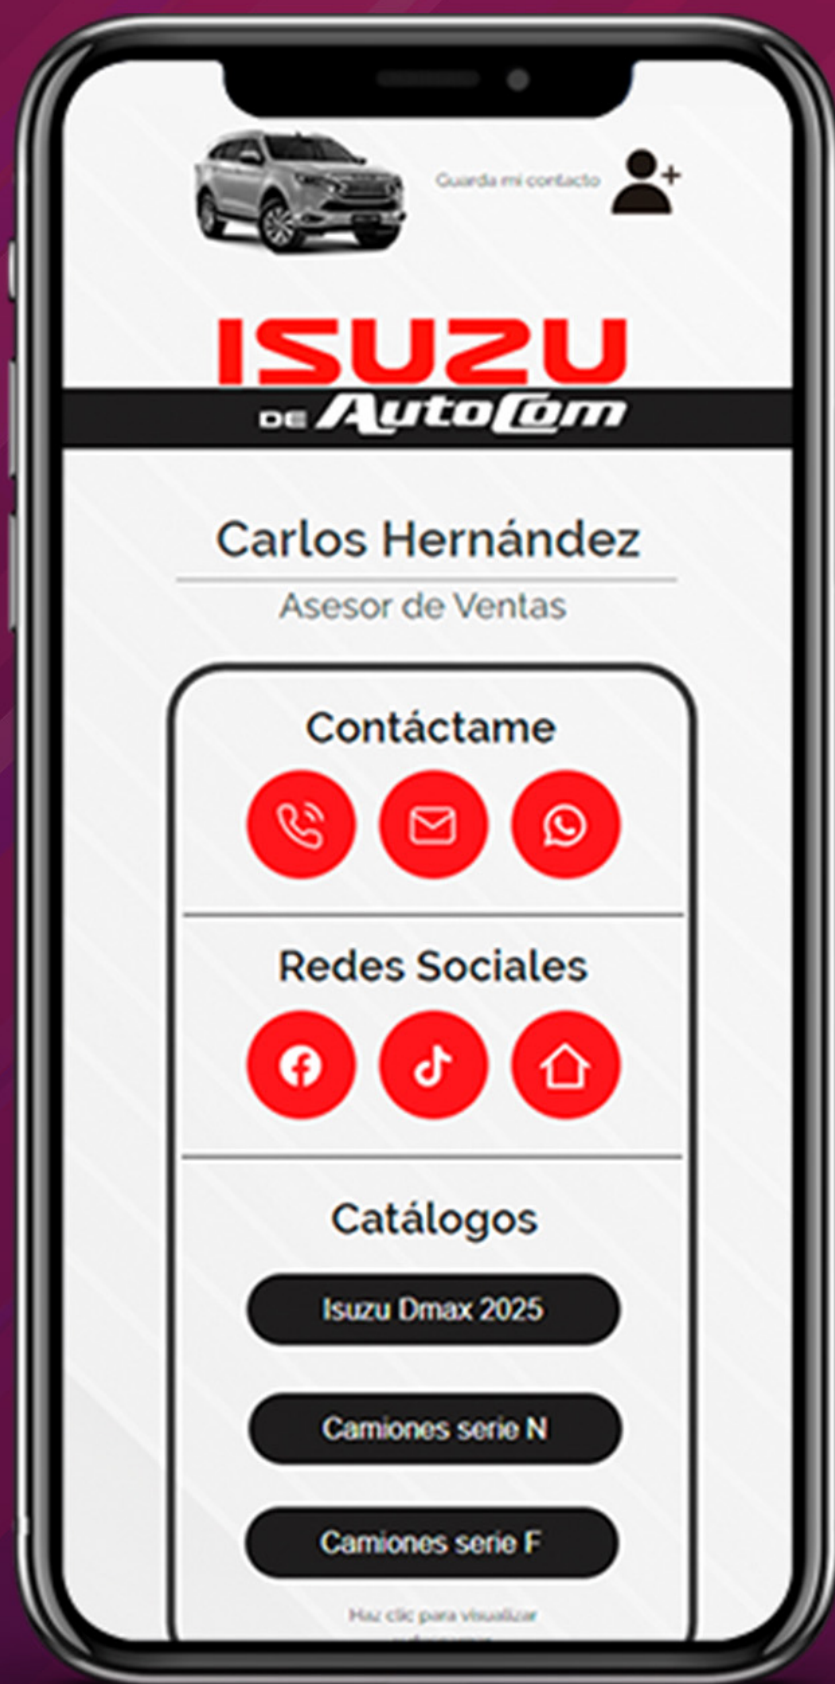 Guarda mi contacto
ISUZU
DE AutoCom
Carlos Hernández
Asesor de Ventas
Contáctame
Redes Sociales
Catálogos
Isuzu Dmax 2025
Camiones serie N
Camiones serie F
Haz clic para visualizar